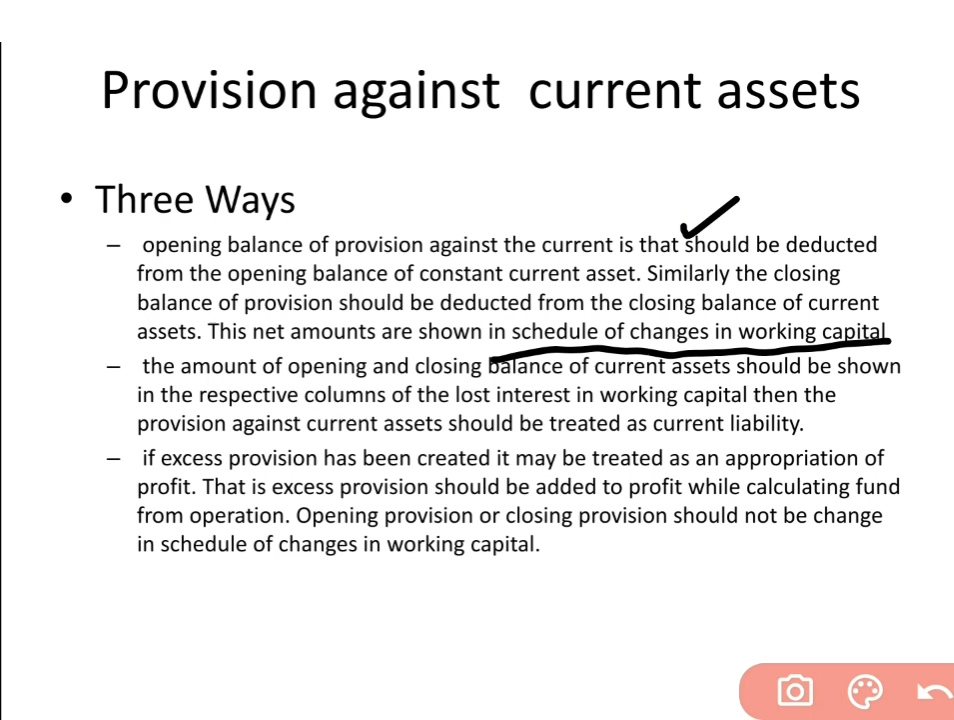 Provision against current assets
• Three Ways
– opening balance of provision against the current is that should be deducted
from the opening balance of constant current asset. Similarly the closing
balance of provision should be deducted from the closing balance of current
assets. This net amounts are shown in schedule of changes in working capital
– the amount of opening and closing balance of current assets should be shown
in the respective columns of the lost interest in working capital then the
provision against current assets should be treated as current liability.
– if excess provision has been created it may be treated as an appropriation of
profit. That is excess provision should be added to profit while calculating fund
from operation. Opening provision or closing provision should not be change
in schedule of changes in working capital.